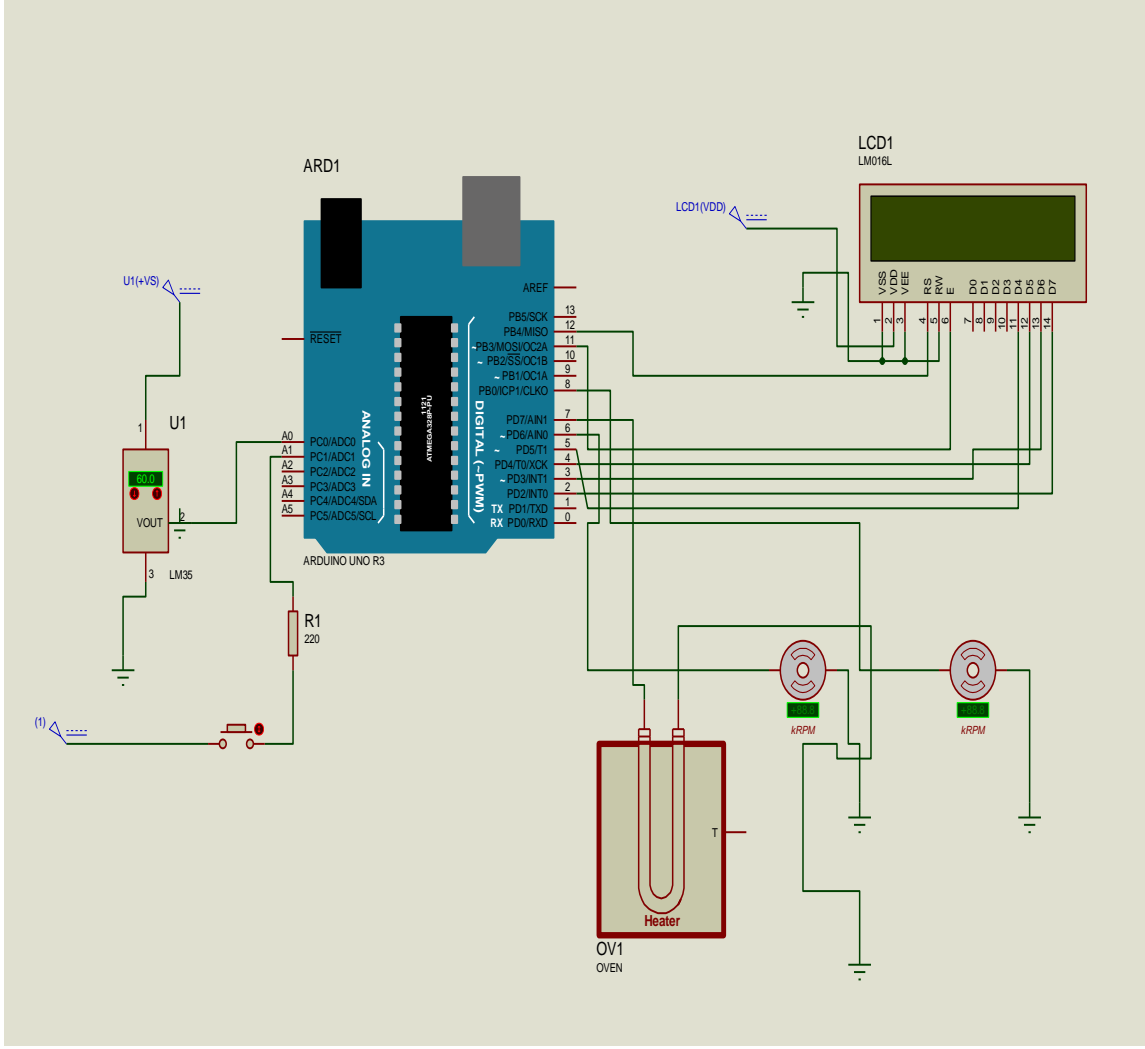 ARD1
LCD1
LM016L
LCD1(VDD)
U1(+VS)
VSS
VDD
VEE
RS
RW
E
D0
D1
D2
D3
D4
D5
D6
D7
1
2
3
4
5
6
7
8
9
10
11
12
13
14
AREF
RESET
PB5/SCK 13
PB4/MISO 12
~PB3/MOSI/OC2A 11
~ PB2/SS/OC1B 10
~ PB1/OC1A 9
PB0/ICP1/CLKO 8
PD7/AIN1 7
~PD6/AIN0 6
~ PD5/T1 5
PD4/T0/XCK 4
~PD3/INT1 3
PD2/INT0 2
TX PD1/TXD 1
RX PD0/RXD 0
ANALOG IN
1121
ATMEGA328P-PU
DIGITAL (~PWM)
A0 PC0/ADC0
A1 PC1/ADC1
A2 PC2/ADC2
A3 PC3/ADC3
A4 PC4/ADC4/SDA
A5 PC5/ADC5/SCL
ARDUINO UNO R3
U1
1
60.0
VOUT 2
3
LM35
R1
220
(1)
kRPM
kRPM
T
Heater
OV1
OVEN